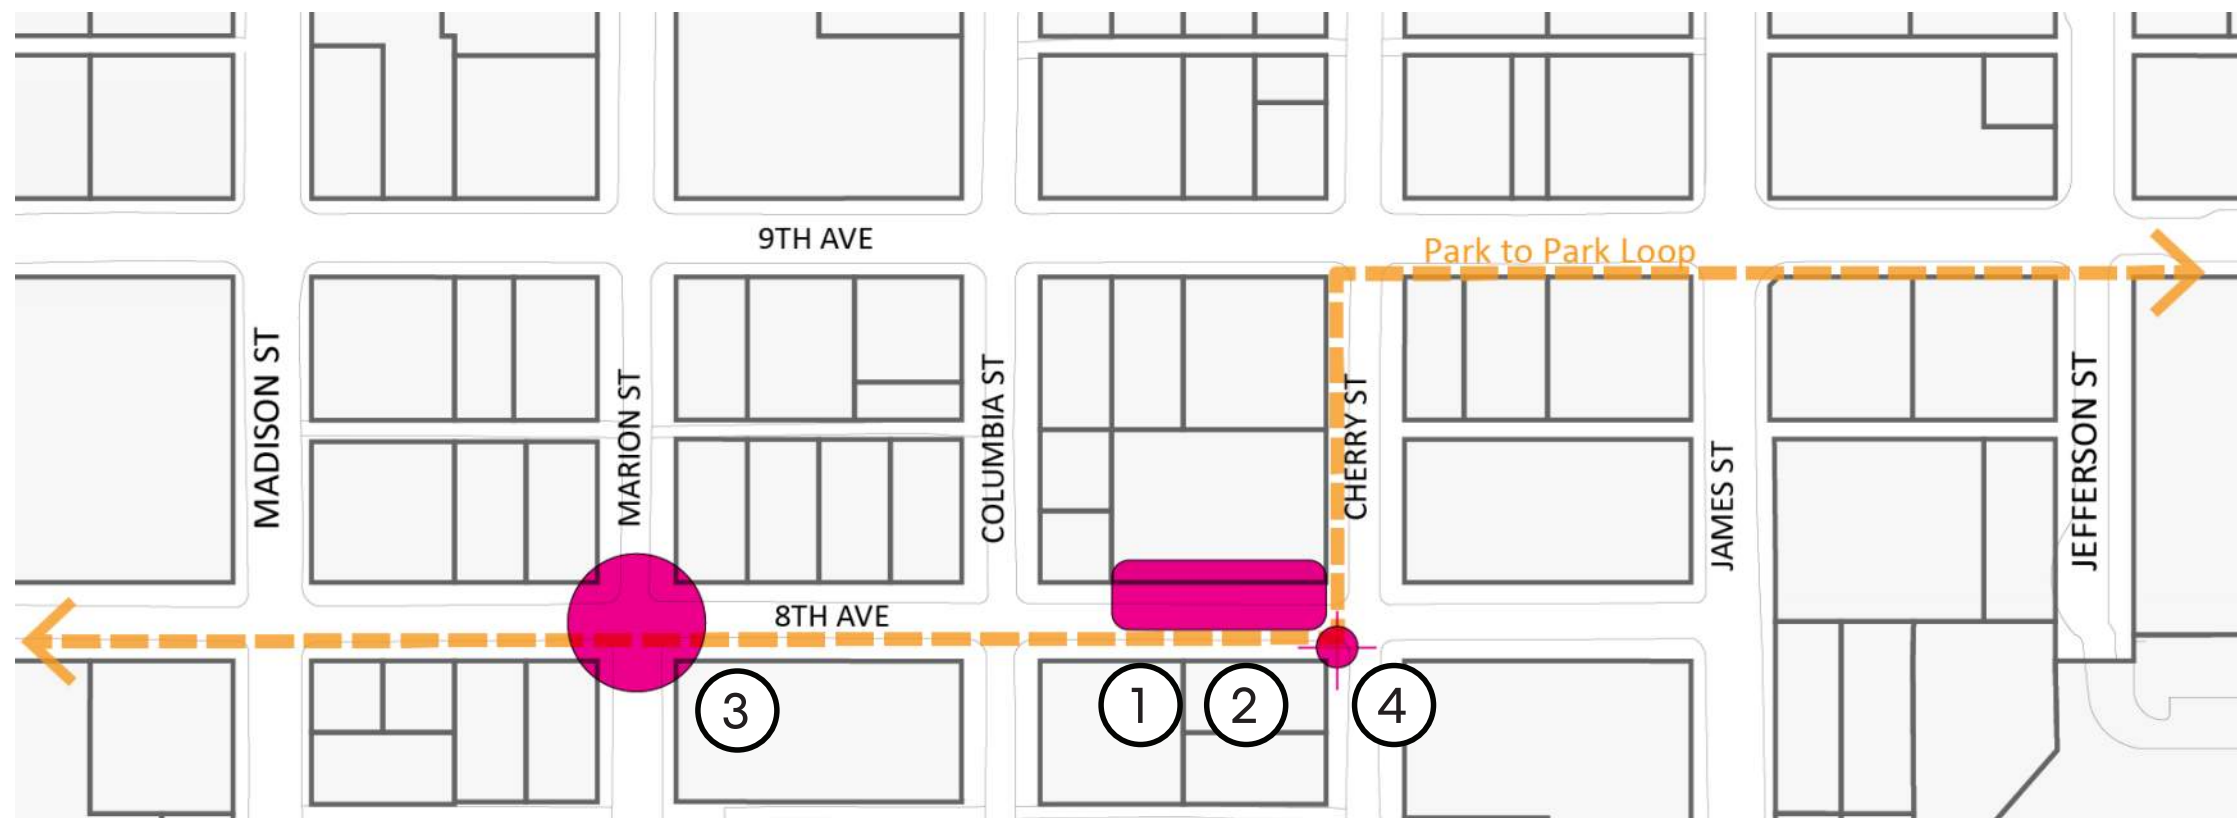 9TH AVE
Park to Park Loop
MADISON ST
MARION ST
COLUMBIA ST
CHERRY ST
JAMES ST
JEFFERSON ST
8TH AVE
3
1
2
4